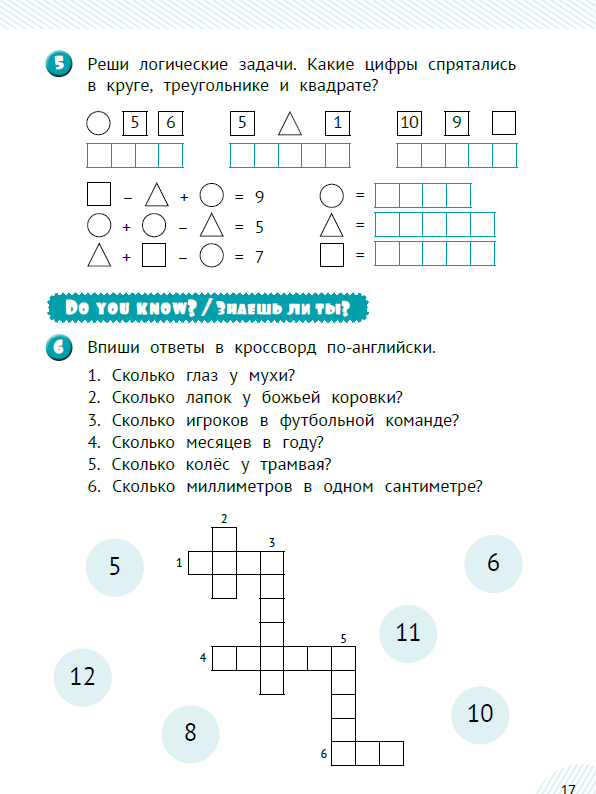 5 Реши логические задачи. Какие цифры спрятались
в круге, треугольнике и квадрате?
5 6 5 1 10 9
– + = 9 =
+ – = 5 =
+ – = 7 =
DO YOU KNOW? / ЗНАЕШЬ ЛИ ТЫ?
6 Впиши ответы в кроссворд по-английски.
1. Сколько глаз у мухи?
2. Сколько лапок у божьей коровки?
3. Сколько игроков в футбольной команде?
4. Сколько месяцев в году?
5. Сколько колёс у трамвая?
6. Сколько миллиметров в одном сантиметре?
2
3
1
5
6
11
5
4
12
10
8
6
17